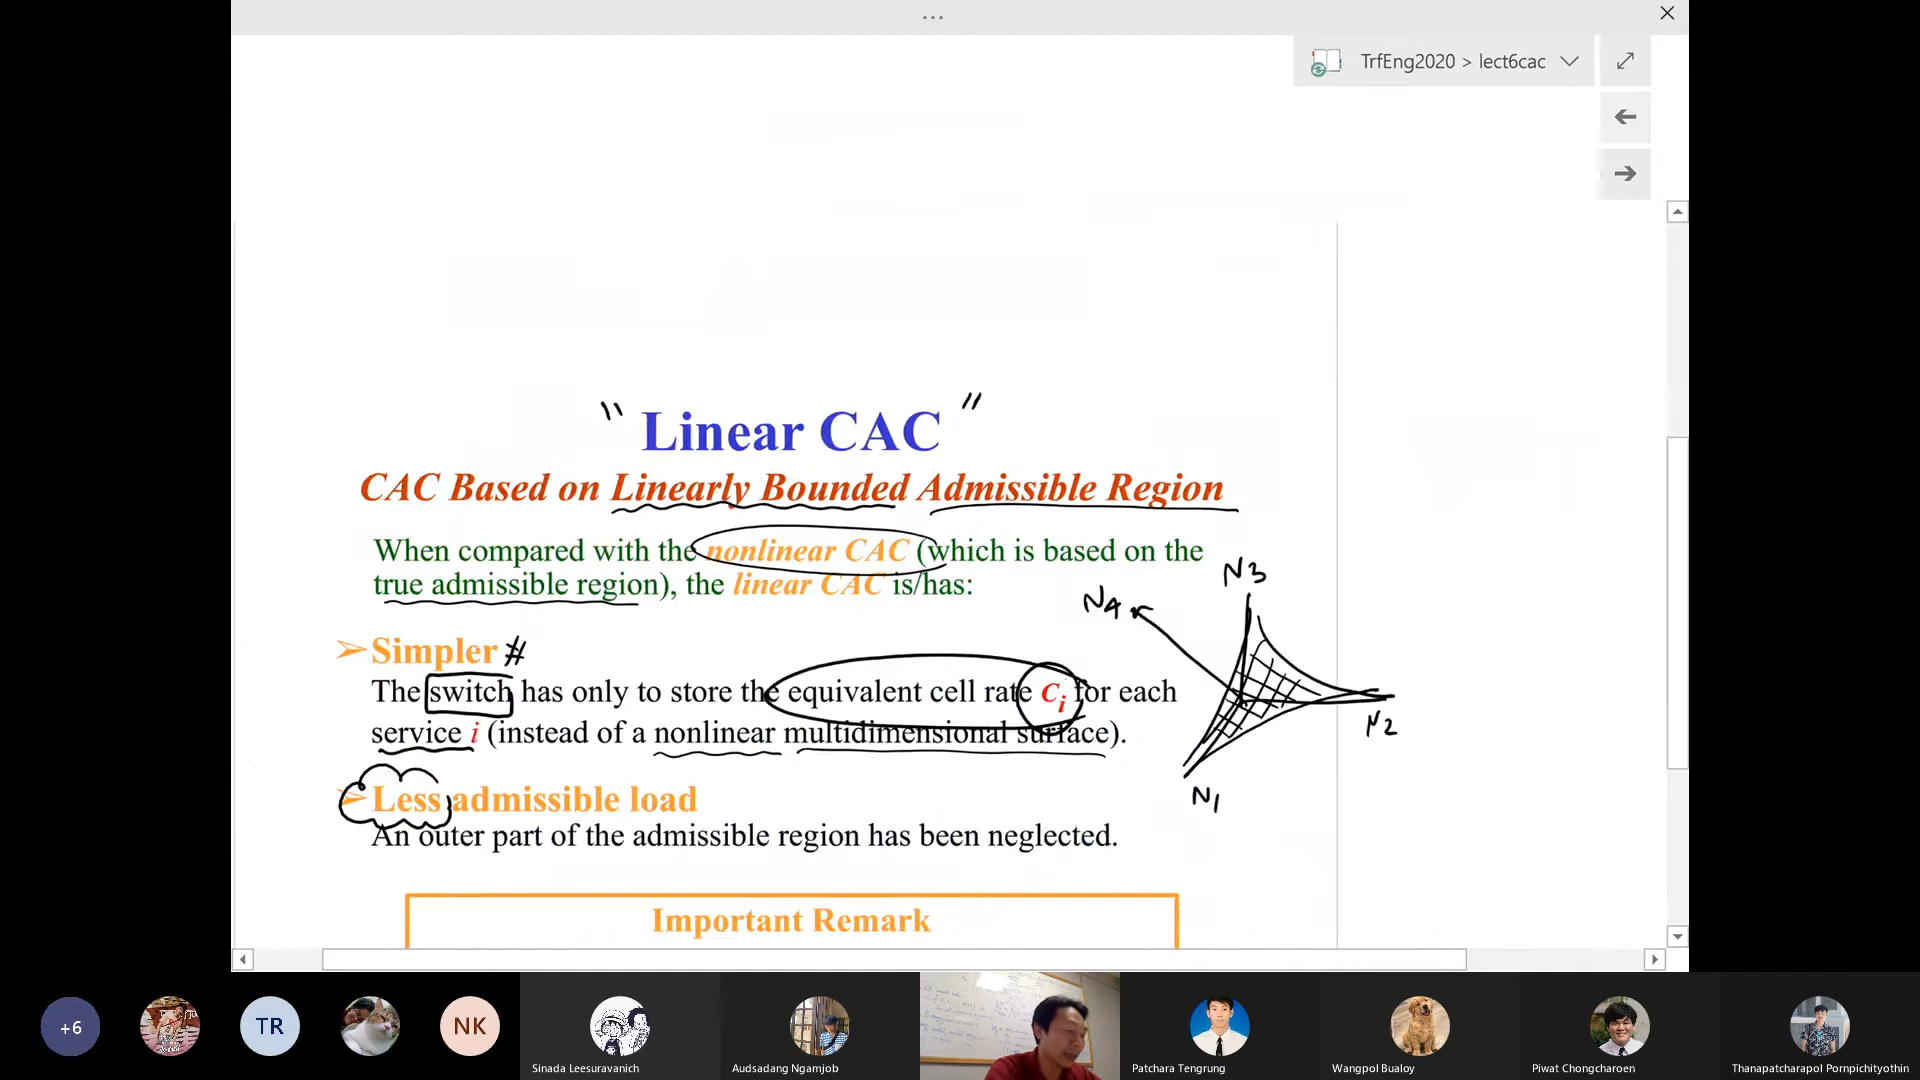 ...
TrfEng2020 > lect6cac
" Linear CAC "
CAC Based on Linearly Bounded Admissible Region
When compared with the nonlinear CAC (which is based on the
true admissible region), the linear CAC is/has:
➢Simpler #
The switch has only to store the equivalent cell rate Ci for each
service i (instead of a nonlinear multidimensional surface).
➢Less admissible load
An outer part of the admissible region has been neglected.
N3
N4
N2
N1
Important Remark
+6
TR
NK
Sinada Leesuravanich
Audsadang Ngamjob
Patchara Tengrung
Wangpol Bualoy
Piwat Chongcharoen
Thanapatcharapol Pornpichityothin